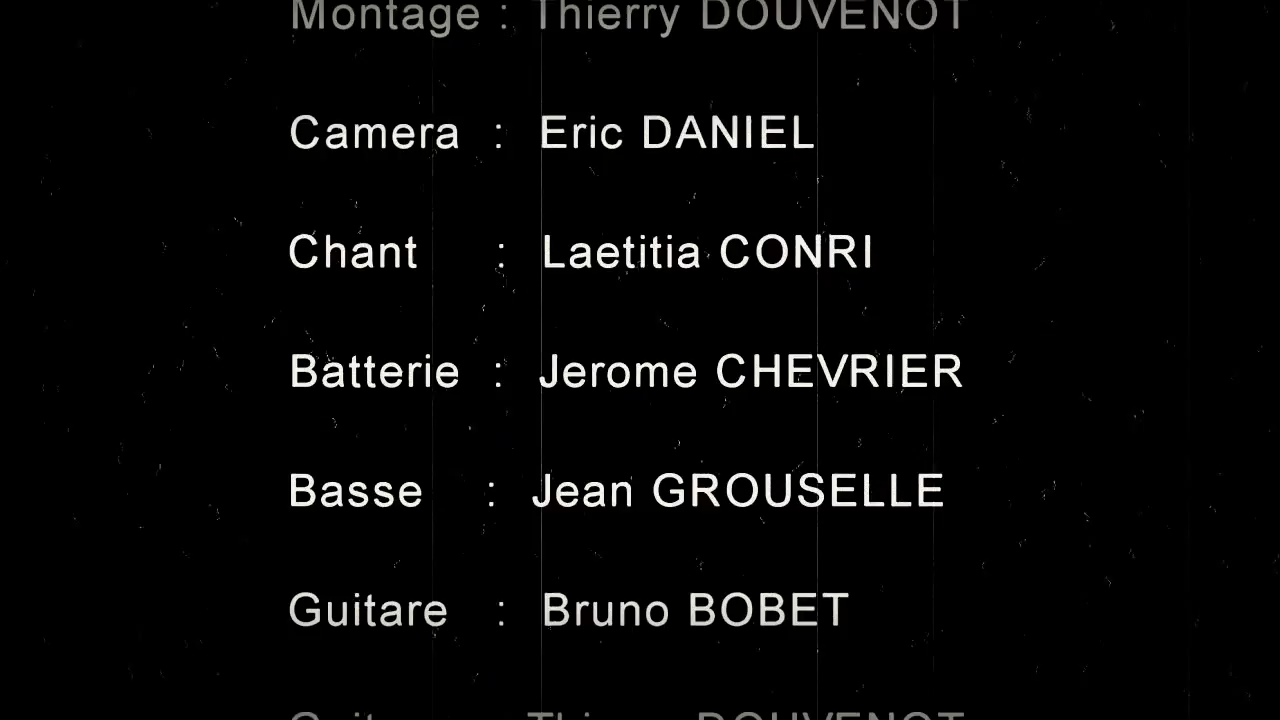 Montage : Thierry DOUVENOT
Camera : Eric DANIEL
Chant : Laetitia CONRI
Batterie : Jerome CHEVRIER
Basse : Jean GROUSELLE
Guitare : Bruno BOBET